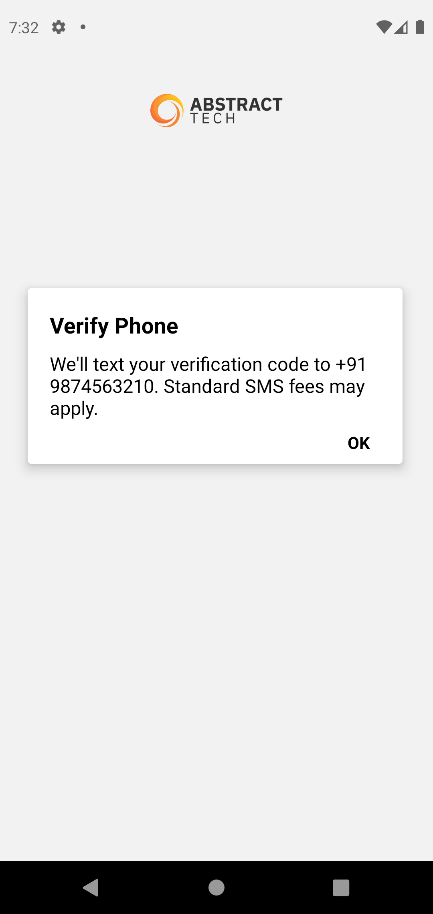 7:32
ABSTRACT
TECH
Verify Phone
We'll text your verification code to +91
9874563210. Standard SMS fees may
apply.
OK